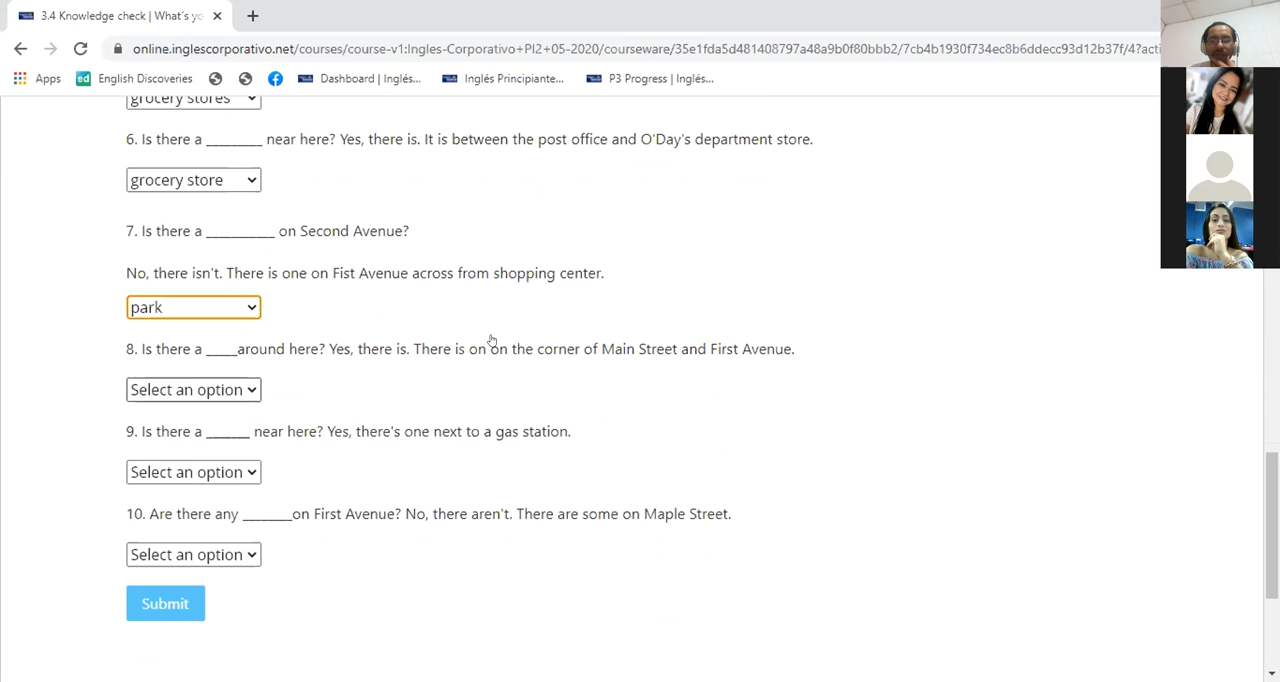 3.4 Knowledge check | What's yo
online.inglescorporativo.net/courses/course-v1:Ingles-Corporativo+PI2+05-2020/courseware/35e1fda5d481408797a48a9b0f80bbb2/7cb4b1930f734ec8b6ddecc93d12b37f/4?acti
Apps English Discoveries Dashboard | Inglés... Inglés Principiante... P3 Progress | Inglés...
grocery stores
6. Is there a ________ near here? Yes, there is. It is between the post office and O'Day's department store.
grocery store
7. Is there a __________ on Second Avenue?
No, there isn't. There is one on Fist Avenue across from shopping center.
park
8. Is there a _____around here? Yes, there is. There is on on the corner of Main Street and First Avenue.
Select an option
9. Is there a ______ near here? Yes, there's one next to a gas station.
Select an option
10. Are there any _______on First Avenue? No, there aren't. There are some on Maple Street.
Select an option
Submit